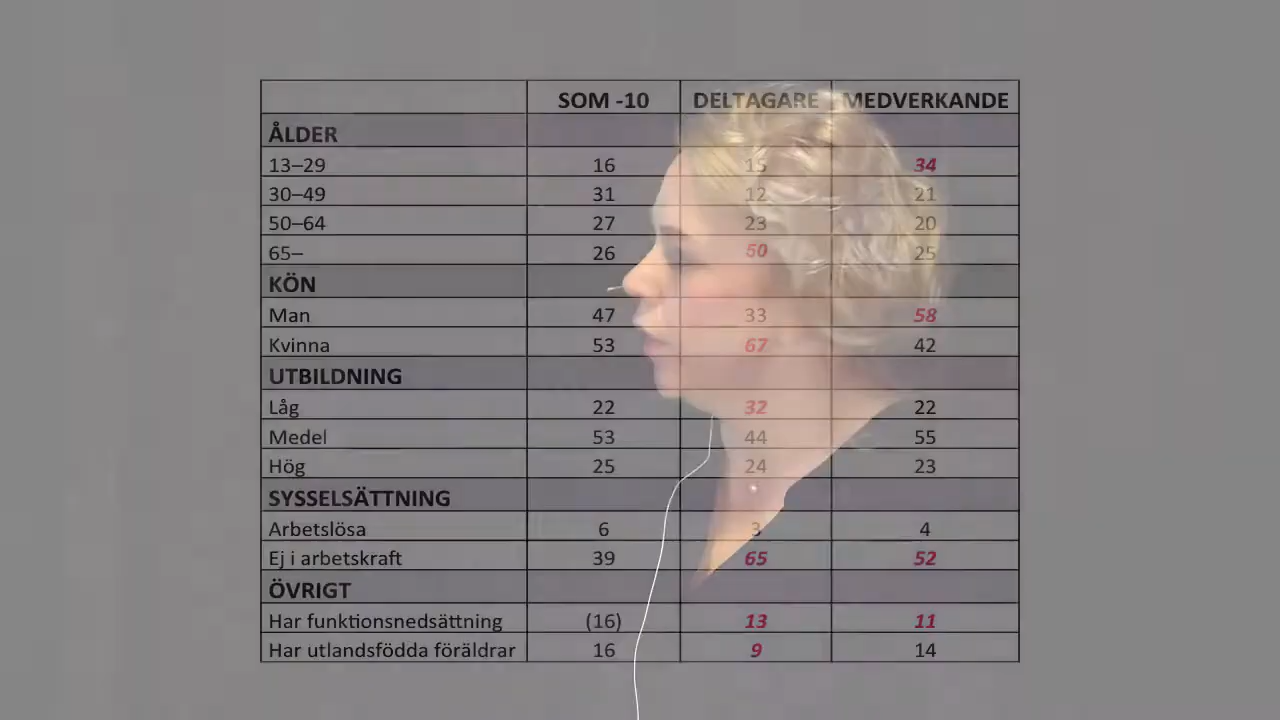 SOM -10 DELTAGARE MEDVERKANDE
ÅLDER
13–29 16 15 34
30–49 31 12 21
50–64 27 23 20
65– 26 50 25
KÖN
Man 47 33 58
Kvinna 53 67 42
UTBILDNING
Låg 22 32 22
Medel 53 44 55
Hög 25 24 23
SYSSELSÄTTNING
Arbetslösa 6 3 4
Ej i arbetskraft 39 65 52
ÖVRIGT
Har funktionsnedsättning (16) 13 11
Har utlandsfödda föräldrar 16 9 14